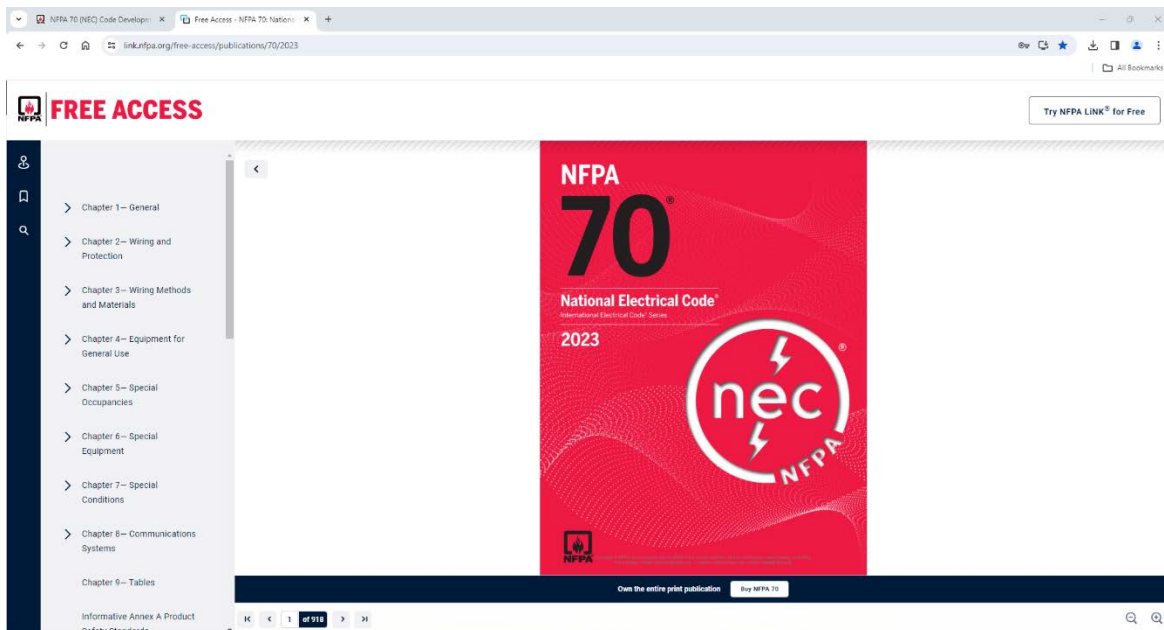 NFPA 70 (NEC) Code Developm
Free Access - NFPA 70: Nationa
link.nfpa.org/free-access/publications/70/2023
All Bookmarks
NFPA
FREE ACCESS
Try NFPA LiNK® for Free
Chapter 1— General
Chapter 2— Wiring and
Protection
Chapter 3— Wiring Methods
and Materials
Chapter 4— Equipment for
General Use
Chapter 5— Special
Occupancies
Chapter 6— Special
Equipment
Chapter 7— Special
Conditions
Chapter 8— Communications
Systems
Chapter 9— Tables
Informative Annex A Product
Safety Standards
NFPA
70®
National Electrical Code®
International Electrical Code® Series
2023
nec
NFPA
®
NFPA
Own the entire print publication
Buy NFPA 70
1 of 918